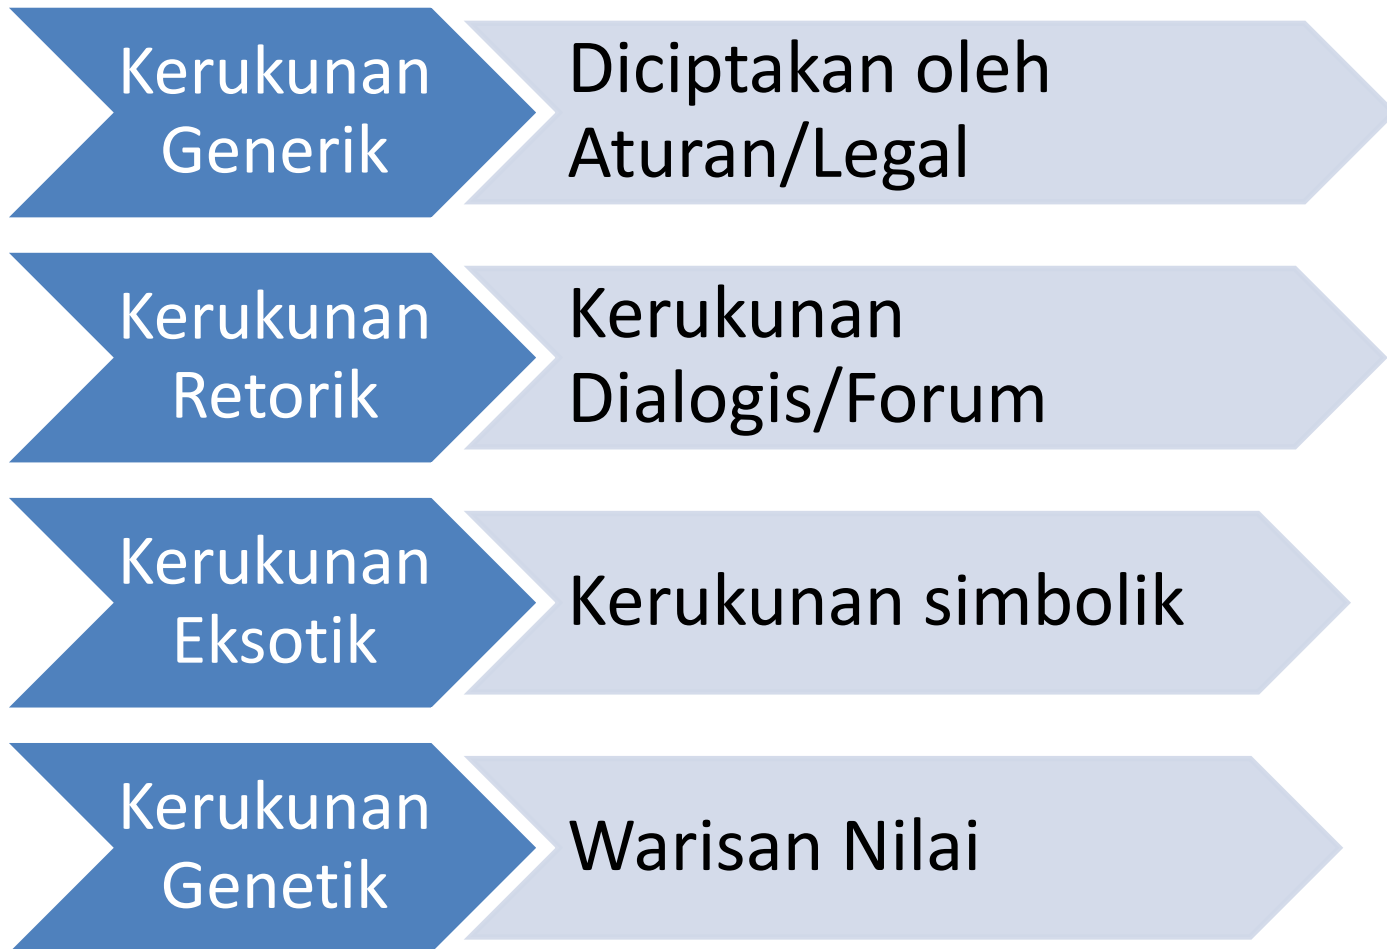 Kerukunan
Generik
Diciptakan oleh
Aturan/Legal
Kerukunan
Retorik
Kerukunan
Dialogis/Forum
Kerukunan
Eksotik
Kerukunan simbolik
Kerukunan
Genetik
Warisan Nilai